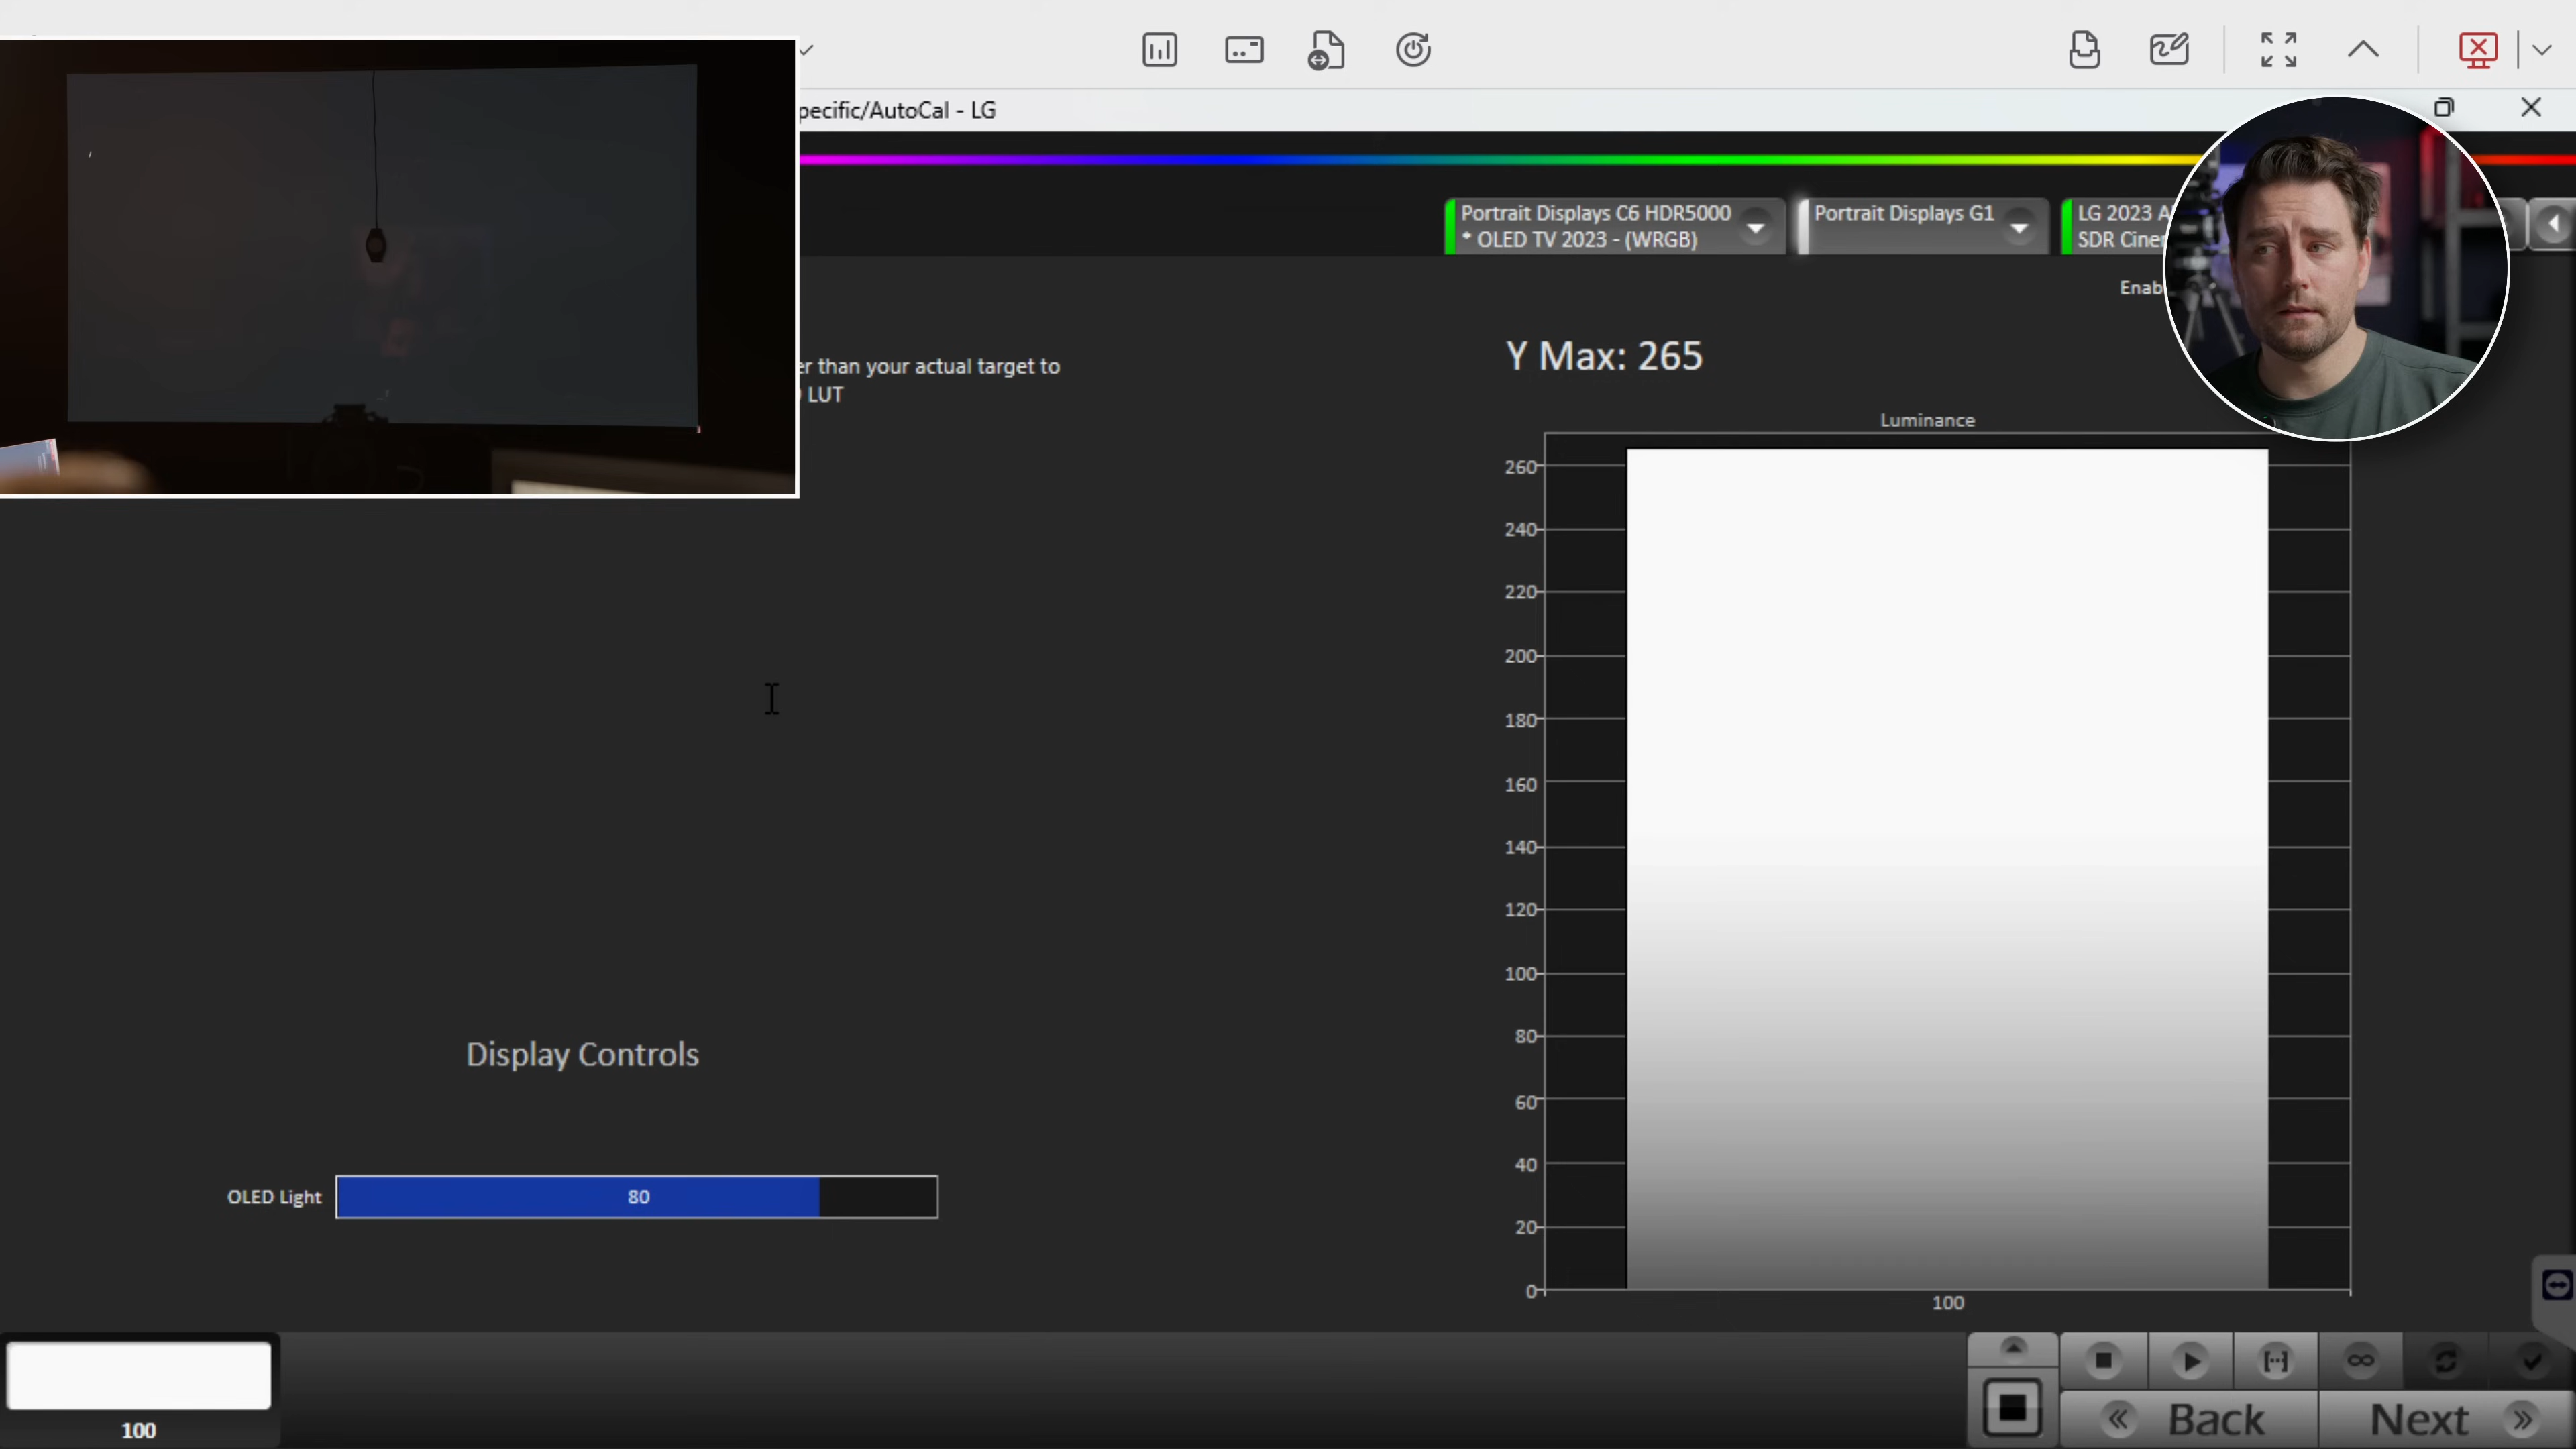 pecific/AutoCal - LG
Portrait Displays C6 HDR5000
* OLED TV 2023 - (WRGB)
Portrait Displays G1
LG 2023 A
SDR Ciner
Enab
er than your actual target to
LUT
Y Max: 265
Luminance
260
240
220
200
180
160
140
120
100
80
60
40
20
0
100
Display Controls
OLED Light
80
100
Back
Next